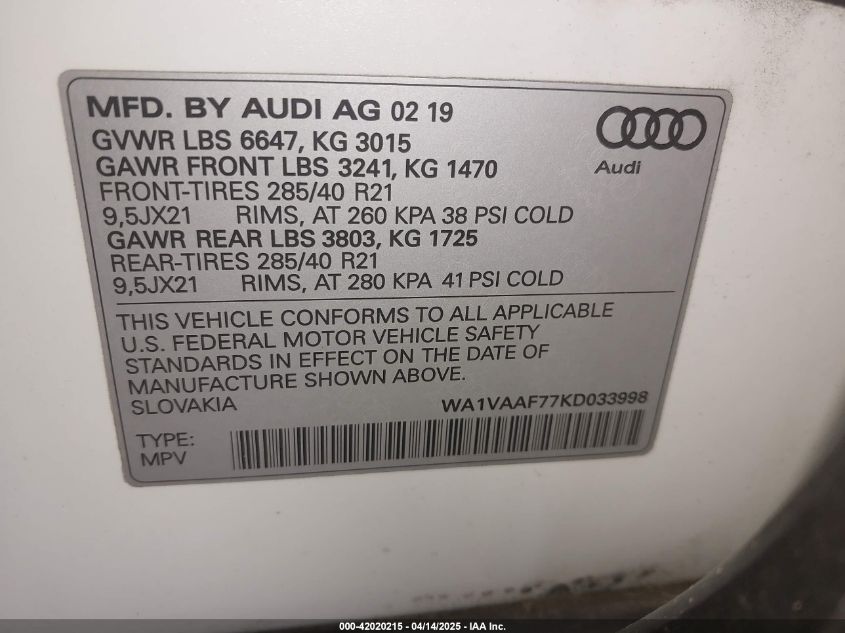 MFD. BY AUDI AG 02 19
GVWR LBS 6647, KG 3015
GAWR FRONT LBS 3241, KG 1470
FRONT-TIRES 285/40 R21
9,5JX21 RIMS, AT 260 KPA 38 PSI COLD
GAWR REAR LBS 3803, KG 1725
REAR-TIRES 285/40 R21
9,5JX21 RIMS, AT 280 KPA 41 PSI COLD
Audi
THIS VEHICLE CONFORMS TO ALL APPLICABLE
U.S. FEDERAL MOTOR VEHICLE SAFETY
STANDARDS IN EFFECT ON THE DATE OF
MANUFACTURE SHOWN ABOVE.
SLOVAKIA WA1VAAF77KD033998
TYPE:
MPV
000-42020215 - 04/14/2025 - IAA Inc.